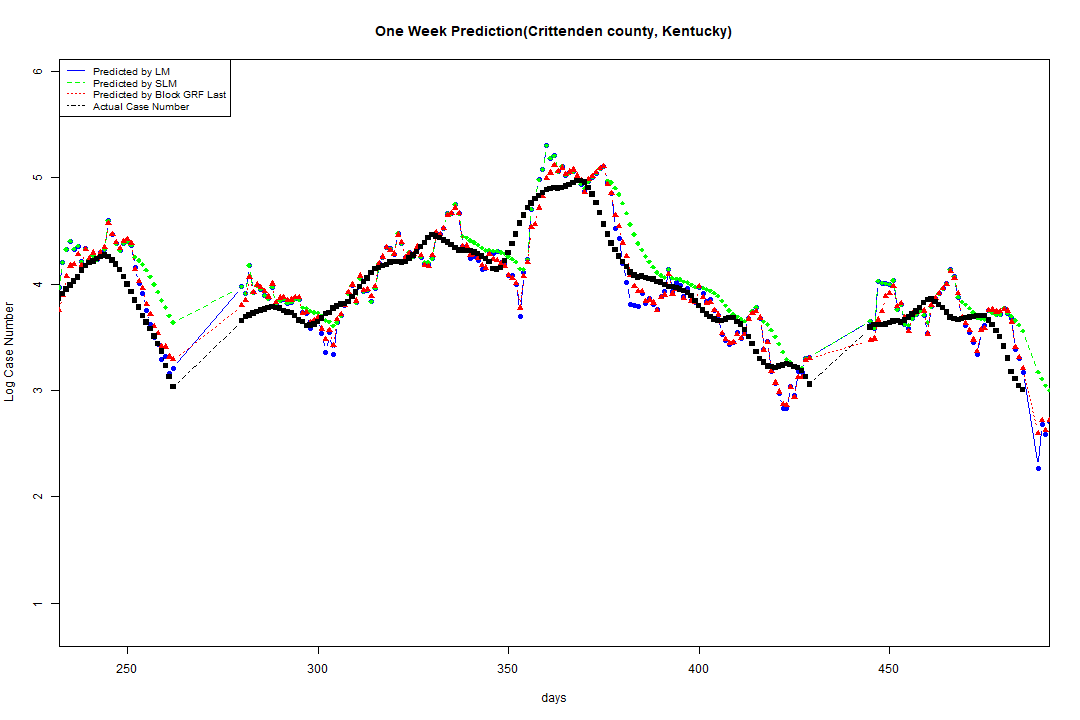 One Week Prediction(Crittenden county, Kentucky)
Predicted by LM
Predicted by SLM
Predicted by Block GRF Last
Actual Case Number
Log Case Number
6
5
4
3
2
1
250 300 350 400 450
days